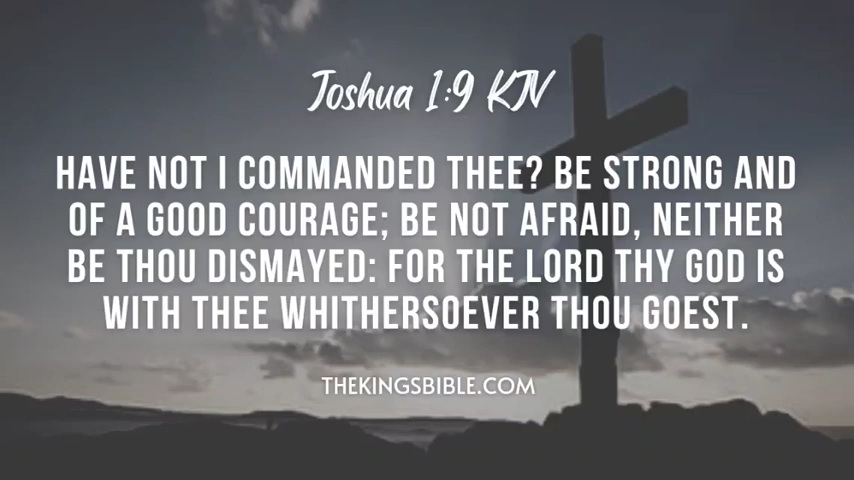 Joshua 1:9 KJV
HAVE NOT I COMMANDED THEE? BE STRONG AND
OF A GOOD COURAGE; BE NOT AFRAID, NEITHER
BE THOU DISMAYED: FOR THE LORD THY GOD IS
WITH THEE WHITHERSOEVER THOU GOEST.
THEKINGSBIBLE.COM